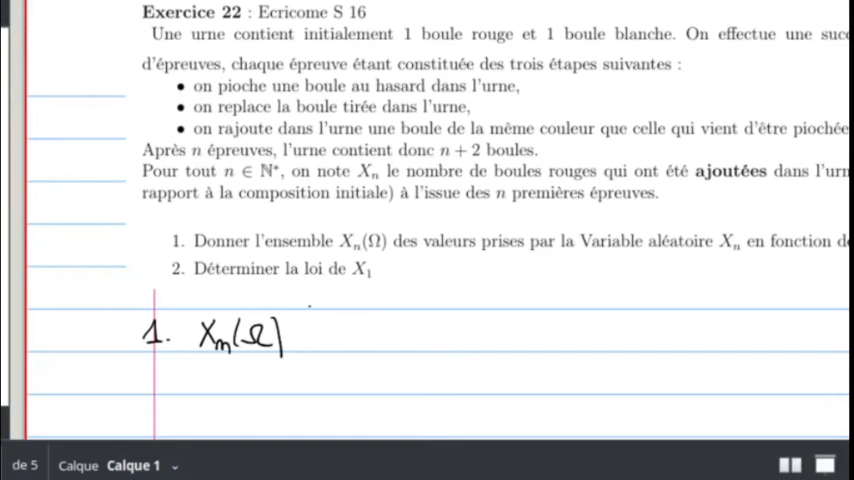 Exercice 22 : Ecricome S 16
Une urne contient initialement 1 boule rouge et 1 boule blanche. On effectue une
d'épreuves, chaque épreuve étant constituée des trois étapes suivantes :
• on pioche une boule au hasard dans l'urne,
• on replace la boule tirée dans l'urne,
• on rajoute dans l'urne une boule de la même couleur que celle qui vient d'être piochée
Après n épreuves, l'urne contient donc n + 2 boules.
Pour tout n ∈ ℕ*, on note Xₙ le nombre de boules rouges qui ont été ajoutées dans
rapport à la composition initiale) à l'issue des n premières épreuves.
1. Donner l'ensemble Xₙ(Ω) des valeurs prises par la Variable aléatoire Xₙ en fonction
2. Déterminer la loi de X₁
1. Xₙ(Ω)
de 5 Calque Calque 1